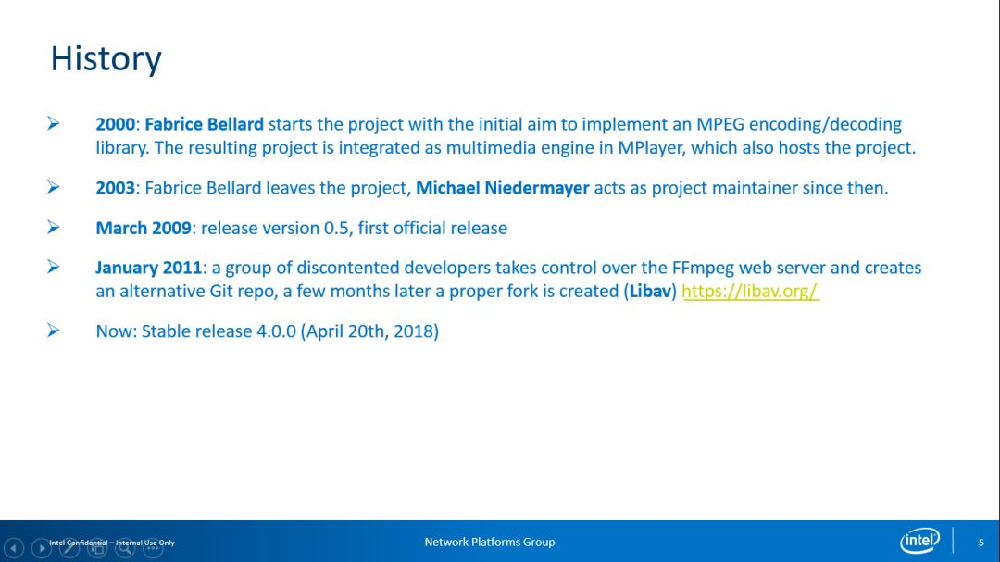 History
2000: Fabrice Bellard starts the project with the initial aim to implement an MPEG encoding/decoding
library. The resulting project is integrated as multimedia engine in MPlayer, which also hosts the project.
2003: Fabrice Bellard leaves the project, Michael Niedermayer acts as project maintainer since then.
March 2009: release version 0.5, first official release
January 2011: a group of discontented developers takes control over the FFmpeg web server and creates
an alternative Git repo, a few months later a proper fork is created (Libav) https://libav.org/
Now: Stable release 4.0.0 (April 20th, 2018)
Intel Confidential – Internal Use Only
Network Platforms Group
intel
5